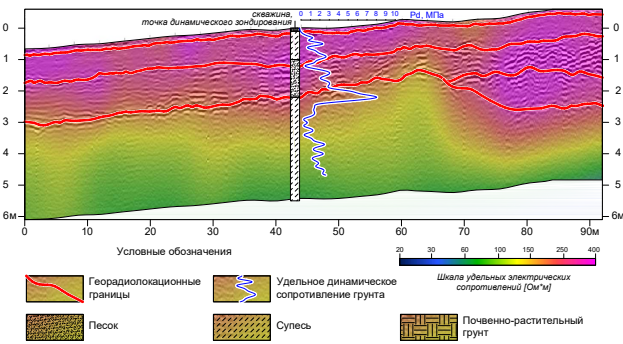 скважина,
точка динамического зондирования
0 1 2 3 4 5 6 7 8 9 10 Pd, МПа
0 0
1 1
2 2
3 3
4 4
5 5
6м 6м
0 10 20 30 40 50 60 70 80 90м
Условные обозначения
20 30 60 100 150 250 400
Шкала удельных электрических
сопротивлений [Ом*м]
Георадиолокационные
границы
Удельное динамическое
сопротивление грунта
Песок
Супесь
Почвенно-растительный
грунт